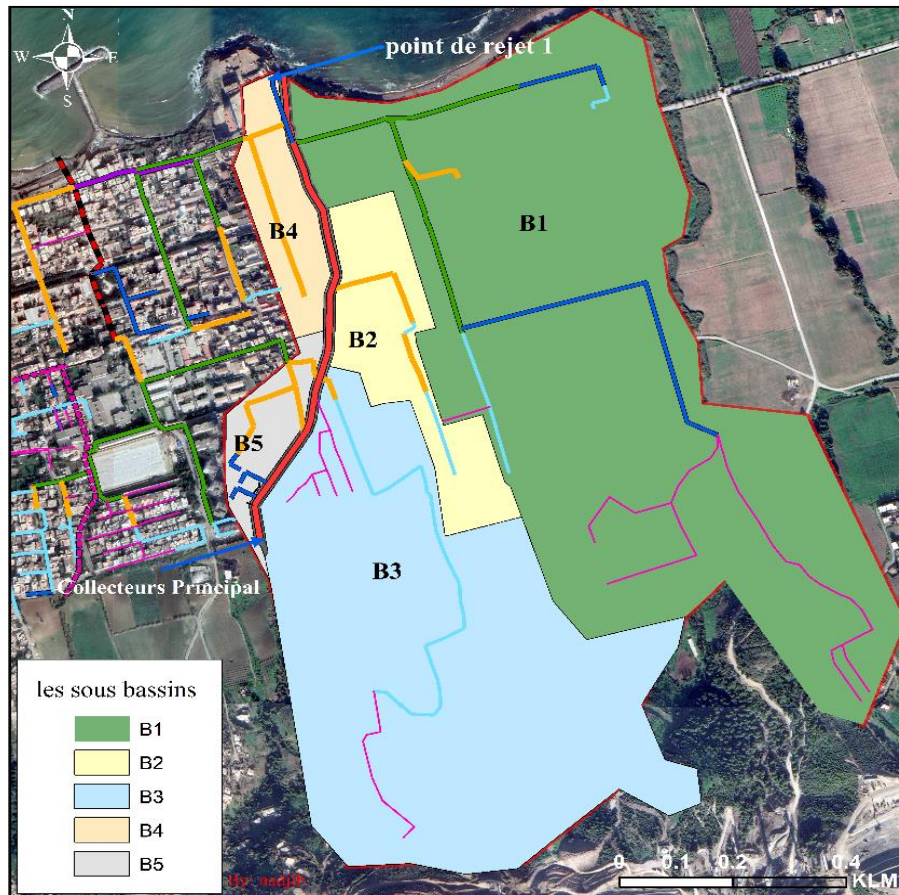 N
W E
S
point de rejet 1
B1
B4
B2
B5
B3
Collecteurs Principal
les sous bassins
B1
B2
B3
B4
B5
0 0.1 0.2 0.4
KLM